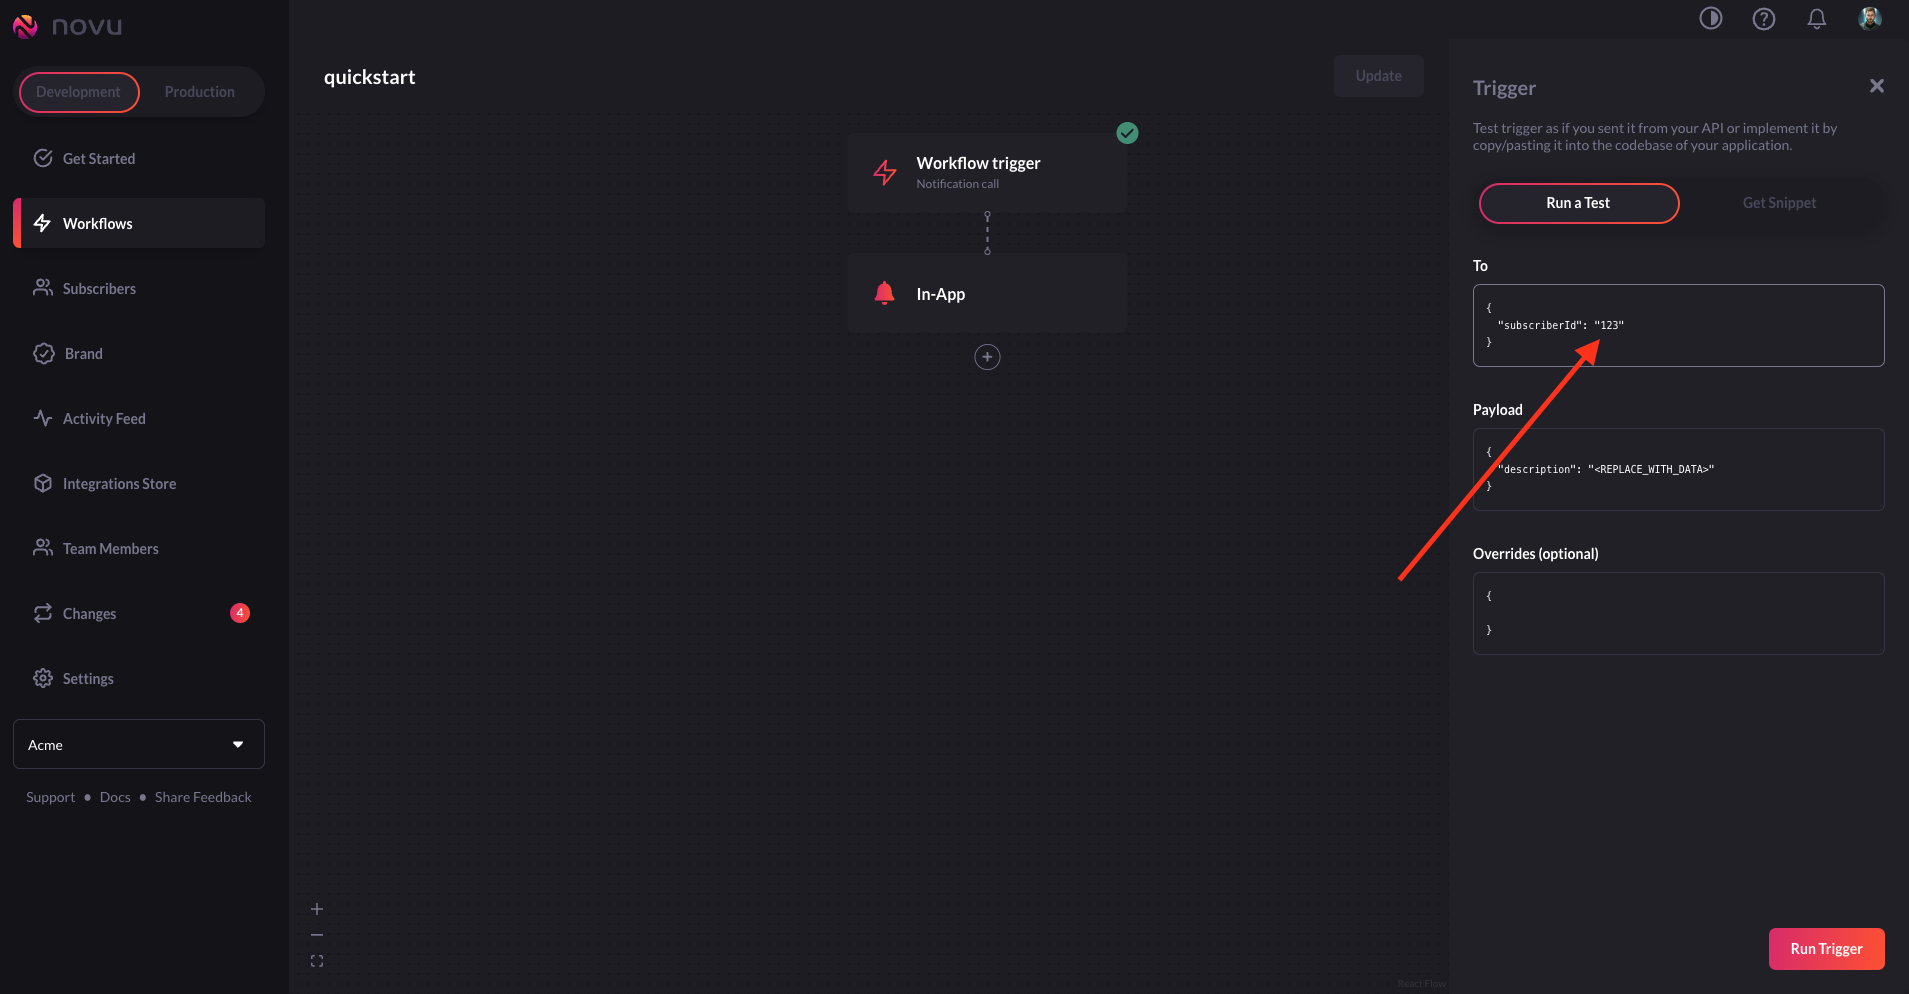 novu
Development
Production
Get Started
Workflows
Subscribers
Brand
Activity Feed
Integrations Store
Team Members
Changes
4
Settings
Acme
Support • Docs • Share Feedback
quickstart
Update
Workflow trigger
Notification call
In-App
React Flow
Trigger
Test trigger as if you sent it from your API or implement it by
copy/pasting it into the codebase of your application.
Run a Test
Get Snippet
To
{
"subscriberId": "123"
}
Payload
{
"description": "<REPLACE_WITH_DATA>"
}
Overrides (optional)
{
}
Run Trigger